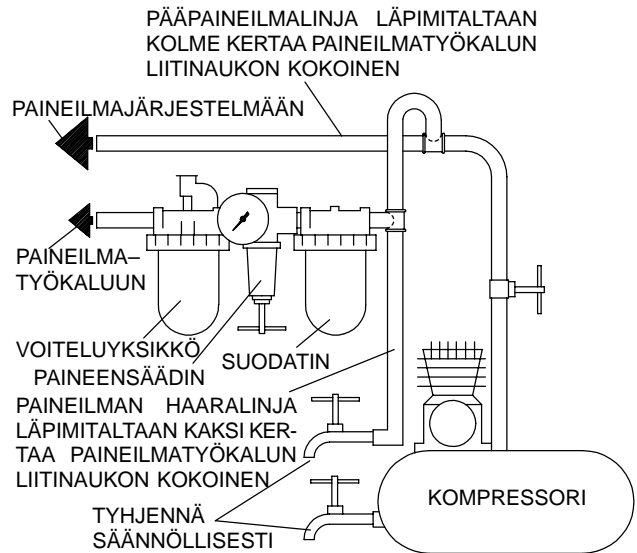 PÄÄPAINEILMALINJA LÄPIMITALTAAN
KOLME KERTAA PAINEILMATYÖKALUN
LIITINAUKON KOKOINEN
PAINEILMAJÄRJESTELMÄÄN
PAINEILMA–
TYÖKALUUN
VOITELUYKSIKKÖ
SUODATIN
PAINEENSÄÄDIN
PAINEILMAN HAARALINJA
LÄPIMITALTAAN KAKSI KER-
TAA PAINEILMATYÖKALUN
LIITINAUKON KOKOINEN
KOMPRESSORI
TYHJENNÄ
SÄÄNNÖLLISESTI